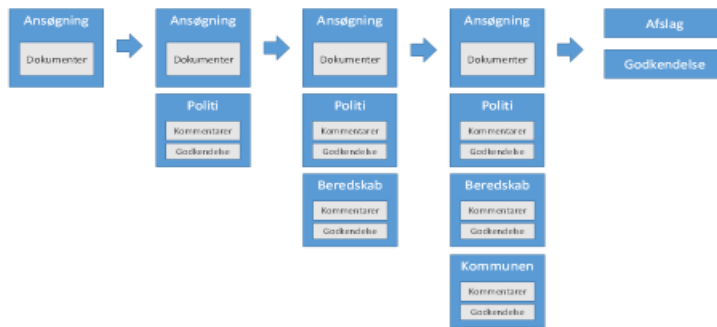 Ansøgning
Dokumenter
Ansøgning
Dokumenter
Politi
Kommentarer
Godkendelse
Ansøgning
Dokumenter
Politi
Kommentarer
Godkendelse
Beredskab
Kommentarer
Godkendelse
Ansøgning
Dokumenter
Politi
Kommentarer
Godkendelse
Beredskab
Kommentarer
Godkendelse
Kommunen
Kommentarer
Godkendelse
Afslag
Godkendelse